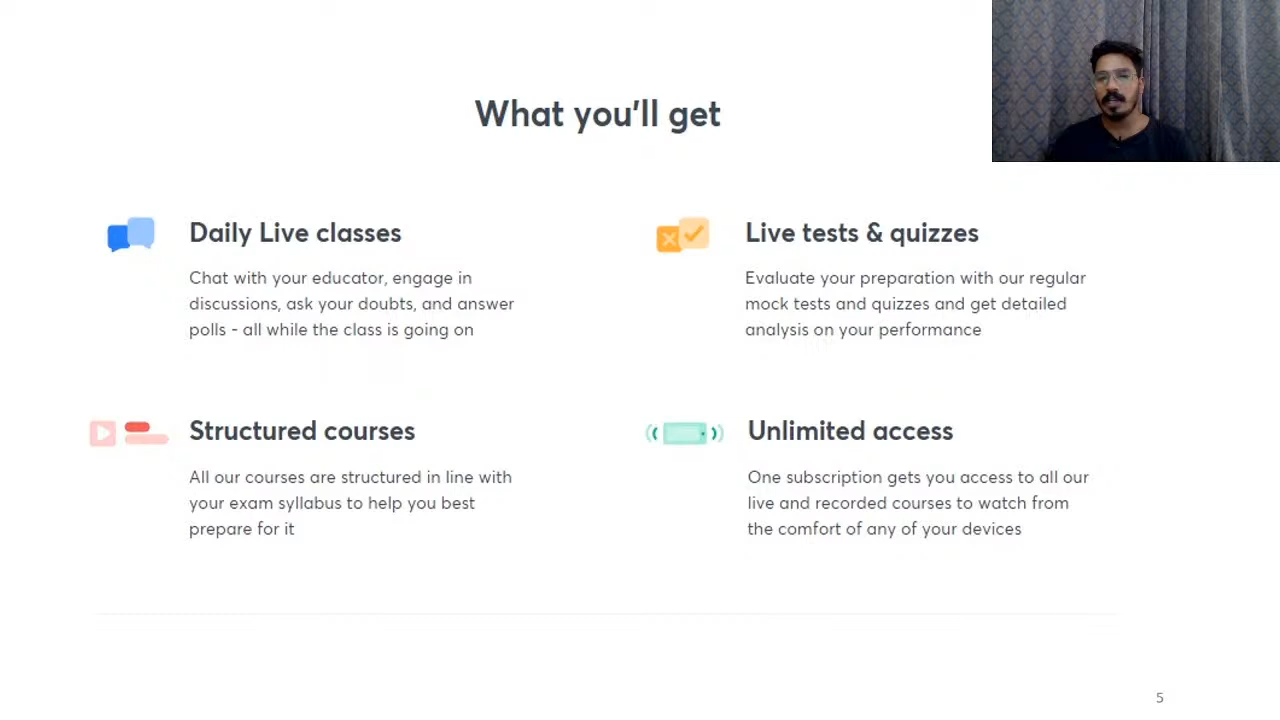 What you'll get
Daily Live classes
Chat with your educator, engage in
discussions, ask your doubts, and answer
polls - all while the class is going on
Live tests & quizzes
Evaluate your preparation with our regular
mock tests and quizzes and get detailed
analysis on your performance
Structured courses
All our courses are structured in line with
your exam syllabus to help you best
prepare for it
Unlimited access
One subscription gets you access to all our
live and recorded courses to watch from
the comfort of any of your devices
5